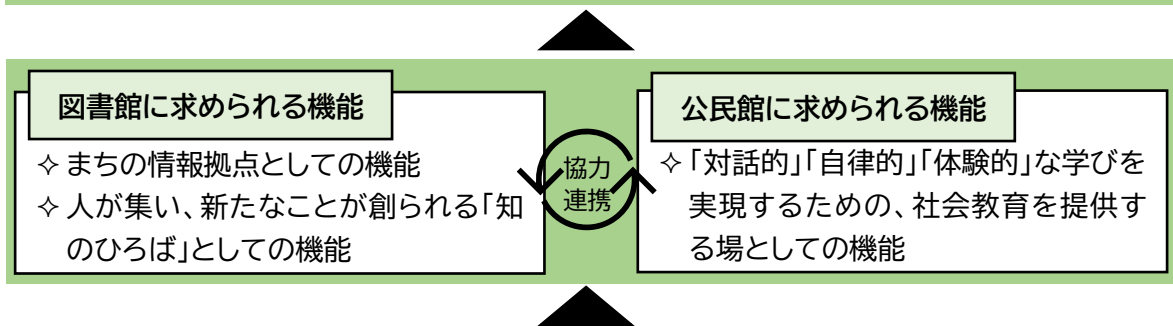 図書館に求められる機能
✧ まちの情報拠点としての機能
✧ 人が集い、新たなことが創られる「知
のひろば」としての機能
協力
連携
公民館に求められる機能
✧「対話的」「自律的」「体験的」な学びを
実現するための、社会教育を提供す
る場としての機能